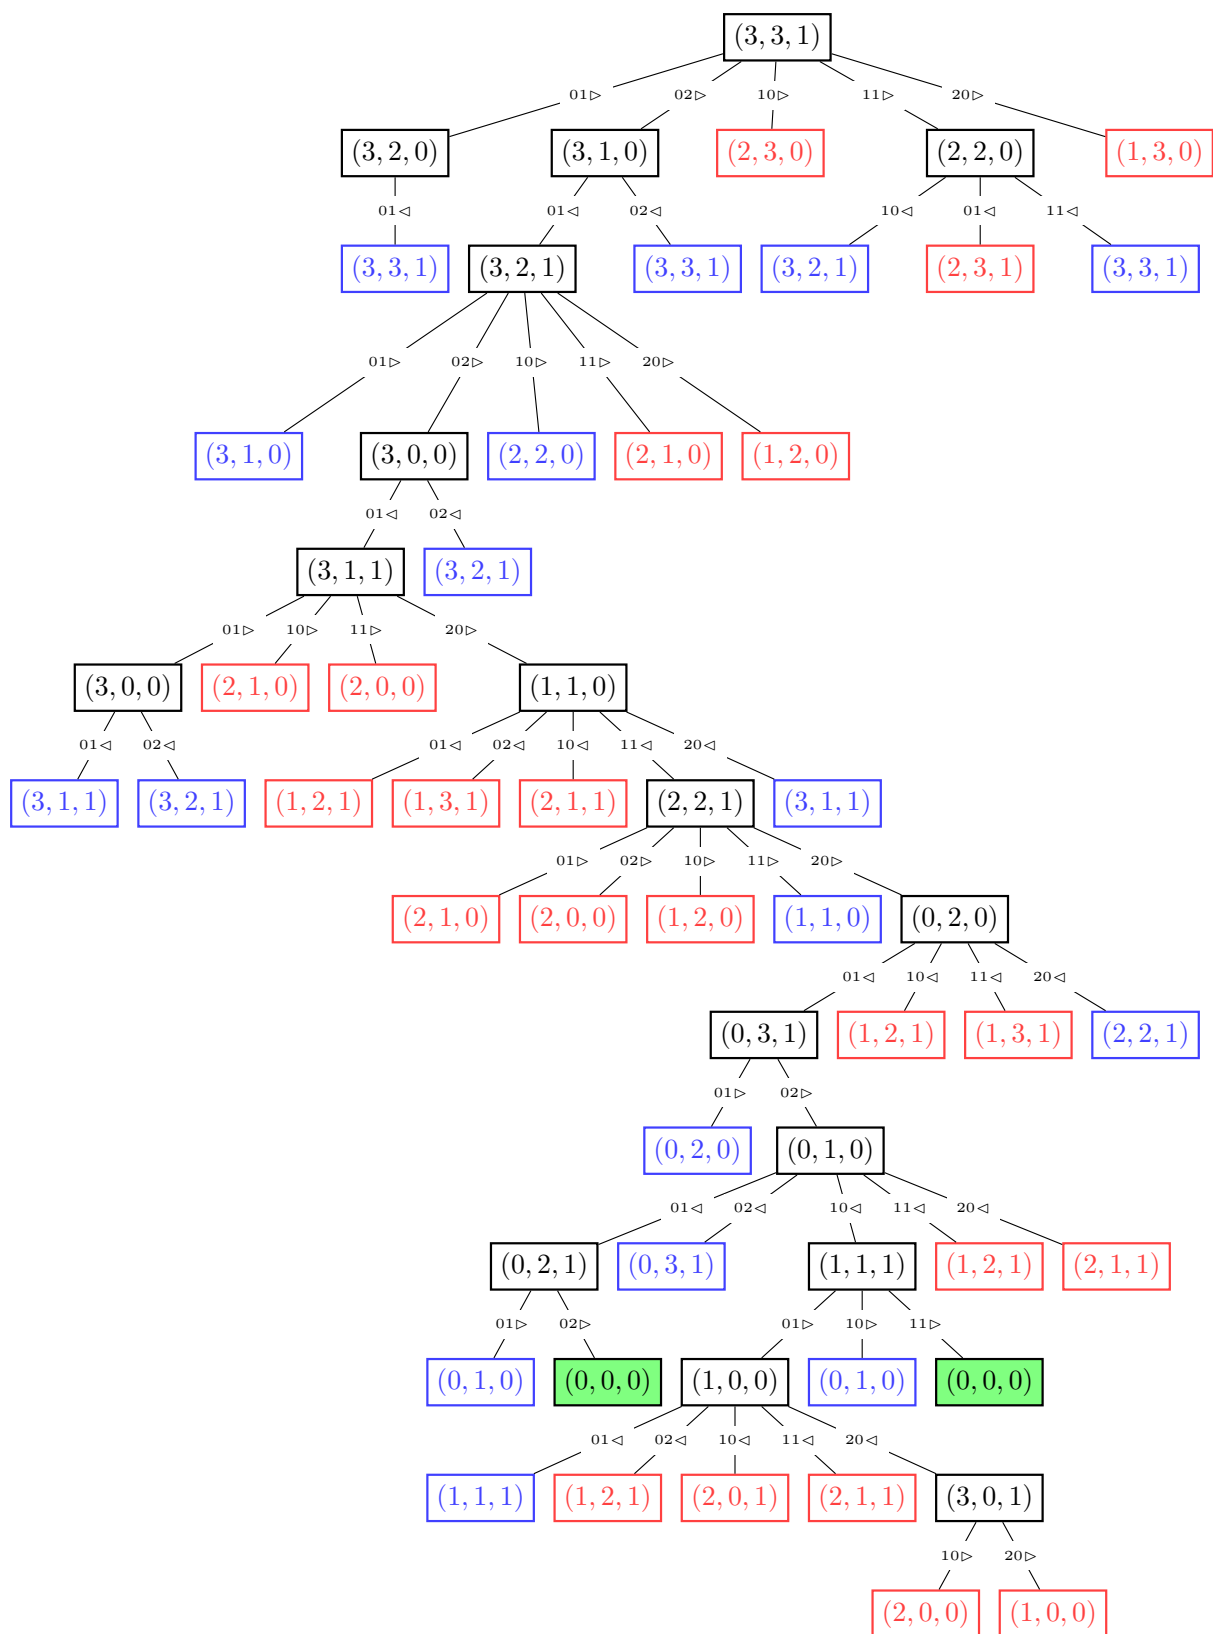 (3, 3, 1)
01▷ 02▷ 10▷ 11▷ 20▷
(3, 2, 0) (3, 1, 0) (2, 3, 0) (2, 2, 0) (1, 3, 0)
01◁ 01◁ 02◁ 10◁ 01◁ 11◁
(3, 3, 1) (3, 2, 1) (3, 3, 1) (3, 2, 1) (2, 3, 1) (3, 3, 1)
01▷ 02▷ 10▷ 11▷ 20▷
(3, 1, 0) (3, 0, 0) (2, 2, 0) (2, 1, 0) (1, 2, 0)
01◁ 02◁
(3, 1, 1) (3, 2, 1)
01▷ 10▷ 11▷ 20▷
(3, 0, 0) (2, 1, 0) (2, 0, 0) (1, 1, 0)
01◁ 02◁ 01◁ 02◁ 10◁ 11◁ 20◁
(3, 1, 1) (3, 2, 1) (1, 2, 1) (1, 3, 1) (2, 1, 1) (2, 2, 1) (3, 1, 1)
01▷ 02▷ 10▷ 11▷ 20▷
(2, 1, 0) (2, 0, 0) (1, 2, 0) (1, 1, 0) (0, 2, 0)
01◁ 10◁ 11◁ 20◁
(0, 3, 1) (1, 2, 1) (1, 3, 1) (2, 2, 1)
01▷ 02▷
(0, 2, 0) (0, 1, 0)
01◁ 02◁ 10◁ 11◁ 20◁
(0, 2, 1) (0, 3, 1) (1, 1, 1) (1, 2, 1) (2, 1, 1)
01▷ 02▷ 01▷ 10▷ 11▷
(0, 1, 0) (0, 0, 0) (1, 0, 0) (0, 1, 0) (0, 0, 0)
01◁ 02◁ 10◁ 11◁ 20◁
(1, 1, 1) (1, 2, 1) (2, 0, 1) (2, 1, 1) (3, 0, 1)
10▷ 20▷
(2, 0, 0) (1, 0, 0)